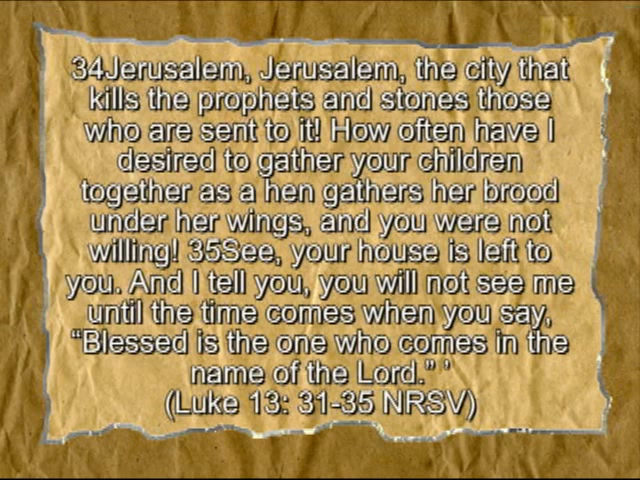 34Jerusalem, Jerusalem, the city that
kills the prophets and stones those
who are sent to it! How often have I
desired to gather your children
together as a hen gathers her brood
under her wings, and you were not
willing! 35See, your house is left to
you. And I tell you, you will not see me
until the time comes when you say,
“Blessed is the one who comes in the
name of the Lord.” ’
(Luke 13: 31-35 NRSV)